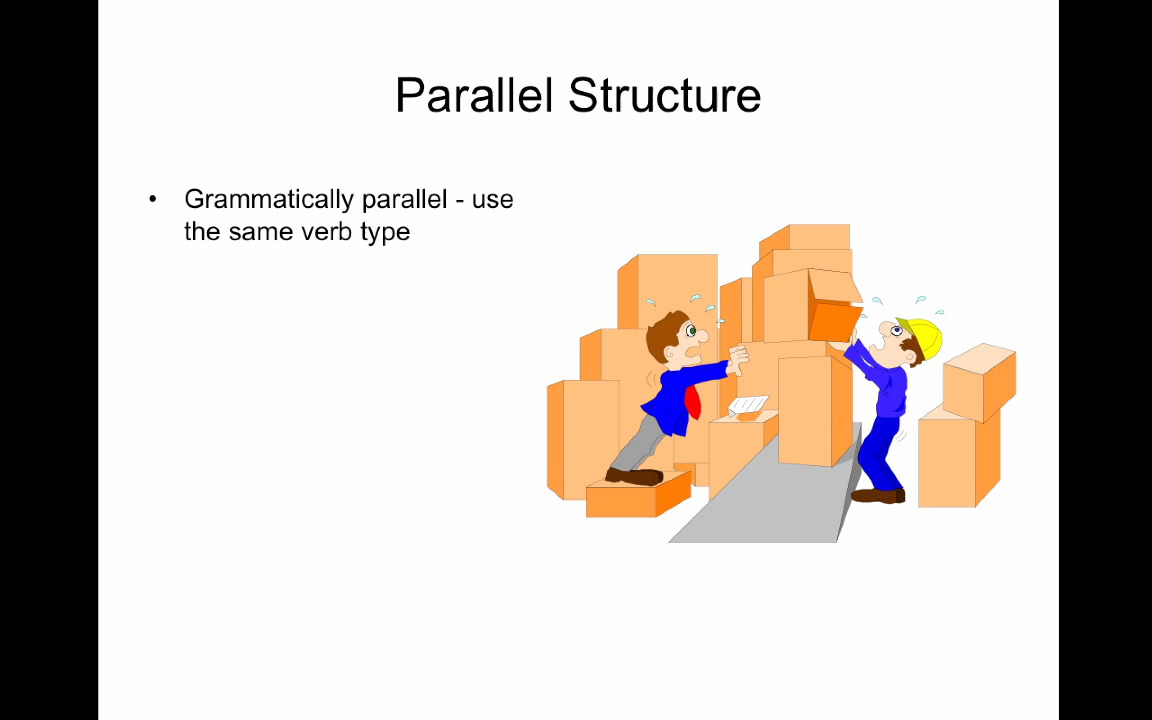 Parallel Structure
• Grammatically parallel - use
the same verb type